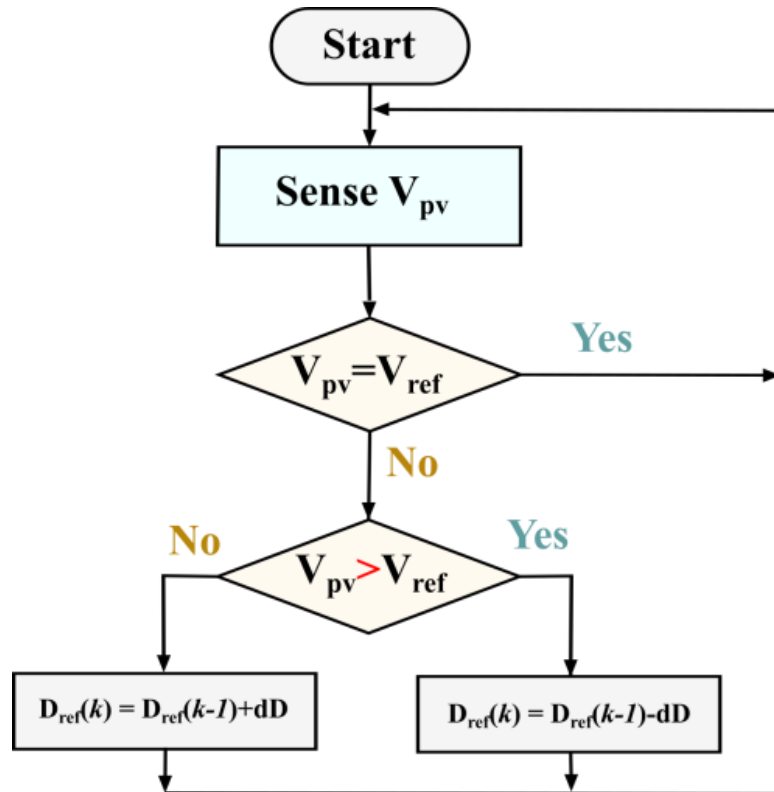 Start
Sense Vpv
Vpv=Vref
Yes
No
No
Yes
Vpv>Vref
Dref(k) = Dref(k-1)+dD
Dref(k) = Dref(k-1)-dD